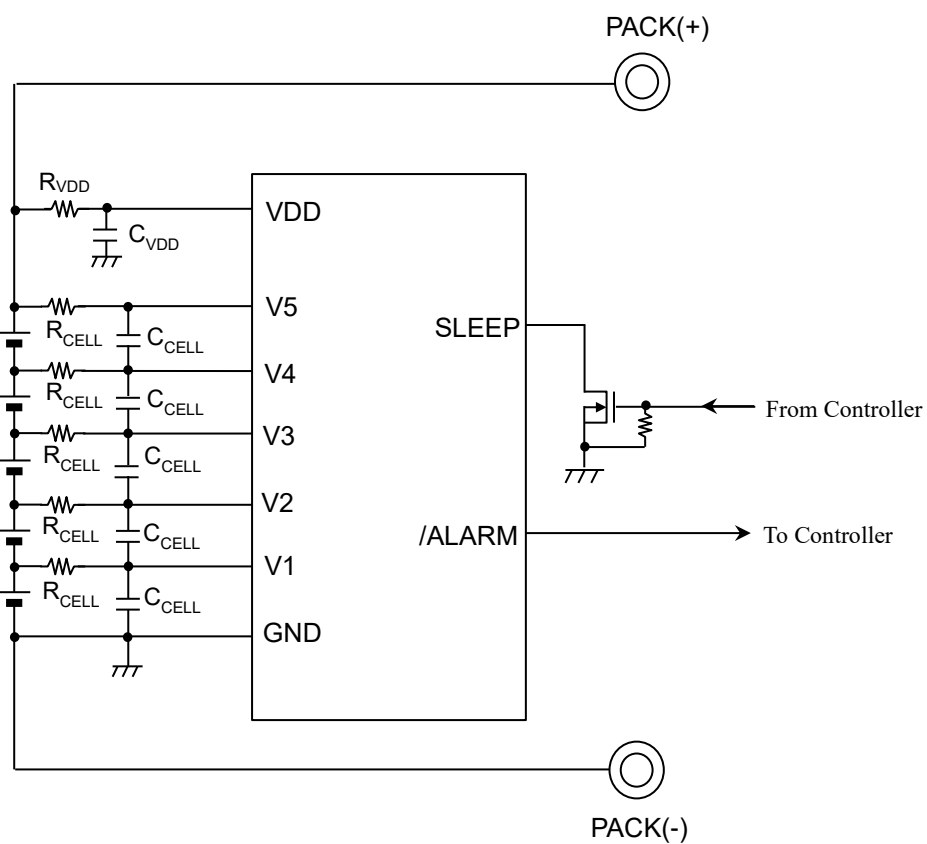 PACK(+)
RVDD
VDD
CVDD
V5
RCELL
CCELL
SLEEP
V4
RCELL
CCELL
From Controller
V3
RCELL
CCELL
V2
RCELL
CCELL
/ALARM
To Controller
V1
RCELL
CCELL
GND
PACK(-)